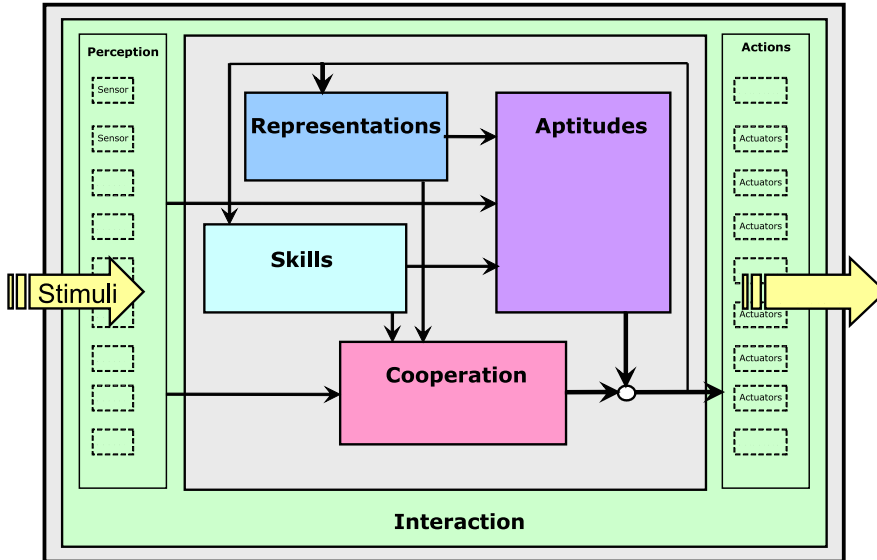 Perception
Actions
Sensor
Sensor
Representations
Aptitudes
Actuators
Actuators
Skills
Actuators
Stimuli
Actuators
Cooperation
Actuators
Actuators
Interaction